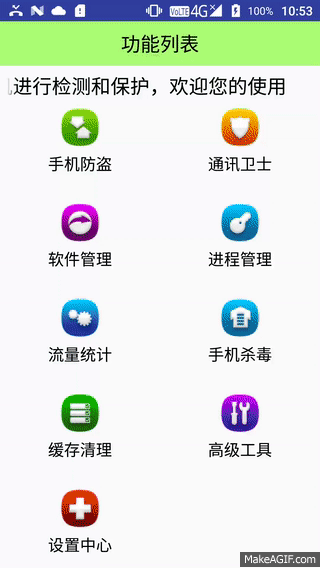 VoLTE 4G 100% 10:53
功能列表
进行检测和保护，欢迎您的使用
手机防盗 通讯卫士
软件管理 进程管理
流量统计 手机杀毒
缓存清理 高级工具
设置中心
MakeAGIF.com